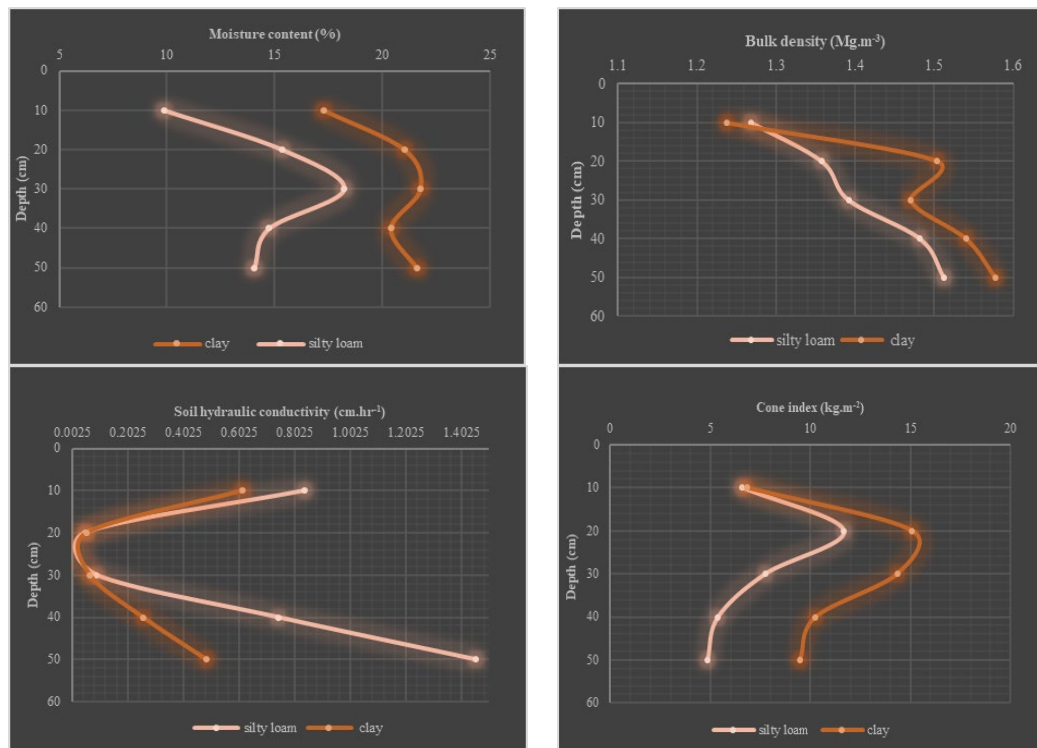 Moisture content (%)
5 10 15 20 25
0
10
20
30
40
50
60
Depth (cm)
clay silty loam
Bulk density (Mg.m⁻³)
1.1 1.2 1.3 1.4 1.5 1.6
0
10
20
30
40
50
60
Depth (cm)
silty loam clay
Soil hydraulic conductivity (cm.hr⁻¹)
0.0025 0.2025 0.4025 0.6025 0.8025 1.0025 1.2025 1.4025
0
10
20
30
40
50
60
Depth (cm)
silty loam clay
Cone index (kg.m⁻²)
0 5 10 15 20
0
10
20
30
40
50
60
Depth (cm)
silty loam clay